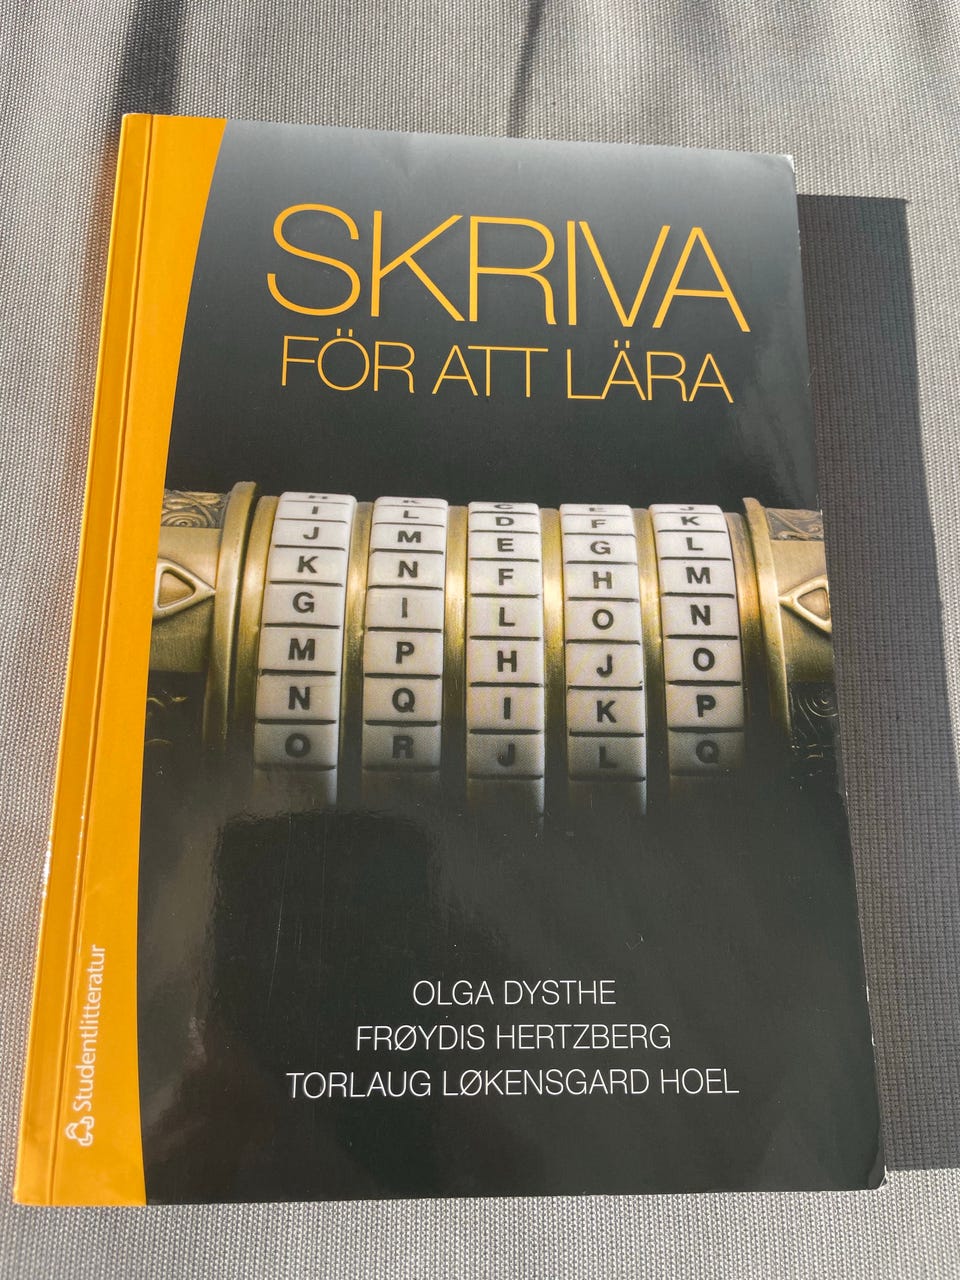 SKRIVA
FÖR ATT LÄRA
H K C E J
I L D F K
J M E G L
K N F H M
G I L O N
M P H J O
N Q I K P
O R J L Q
OLGA DYSTHE
FRØYDIS HERTZBERG
TORLAUG LØKENSGARD HOEL
Studentlitteratur